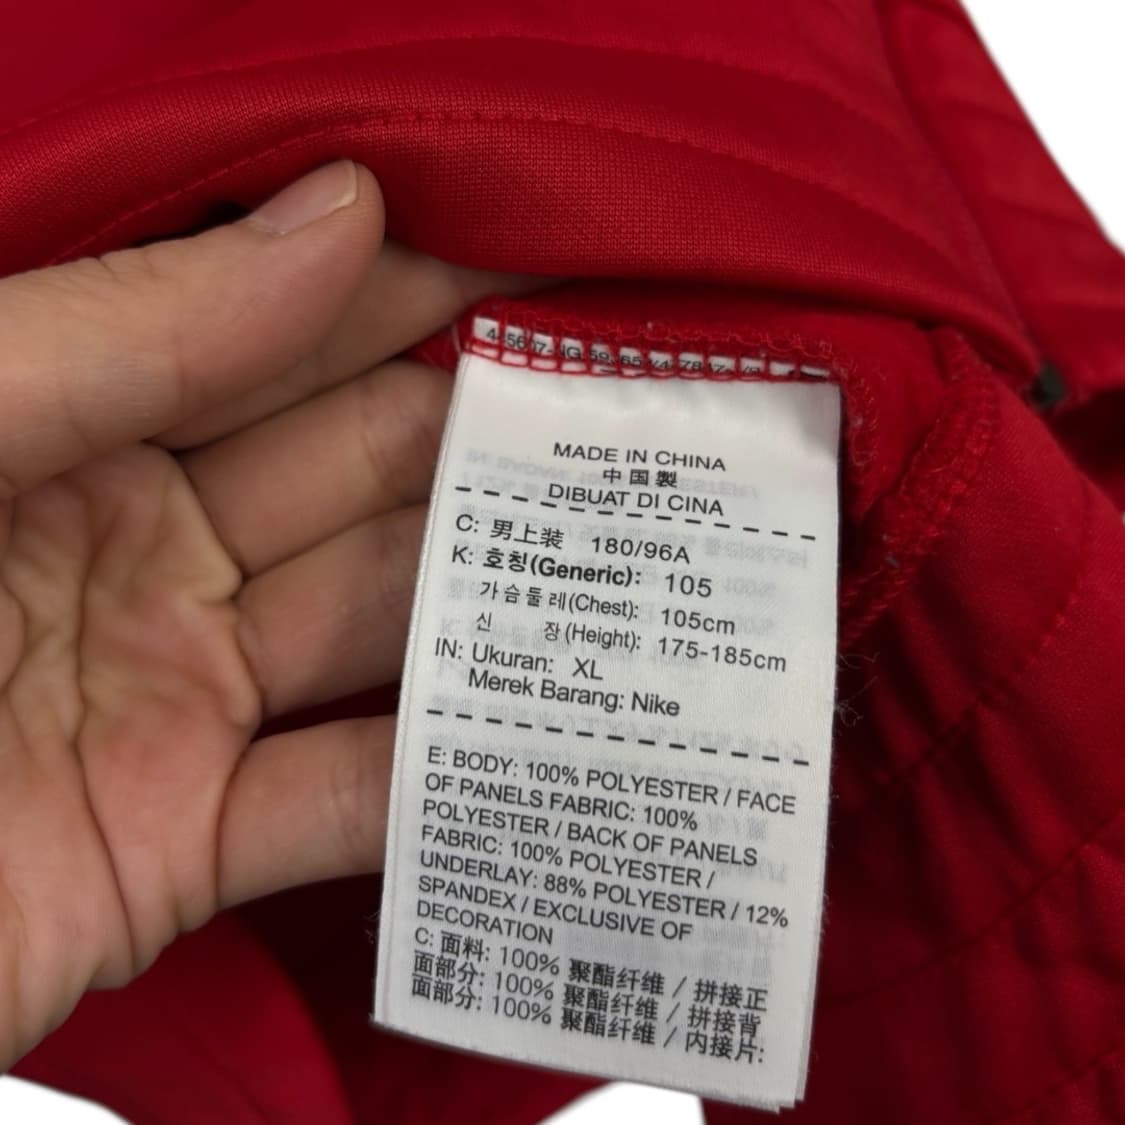 MADE IN CHINA
中国製
DIBUAT DI CINA
C: 男上装 180/96A
K: 호칭(Generic): 105
가슴둘레(Chest): 105cm
신 장(Height): 175-185cm
IN: Ukuran: XL
Merek Barang: Nike
E: BODY: 100% POLYESTER / FACE
OF PANELS FABRIC: 100%
POLYESTER / BACK OF PANELS
FABRIC: 100% POLYESTER /
UNDERLAY: 88% POLYESTER / 12%
SPANDEX / EXCLUSIVE OF
DECORATION
C: 面料: 100% 聚酯纤维 / 拼接正
面部分: 100% 聚酯纤维 / 拼接背
面部分: 100% 聚酯纤维 / 内接片: